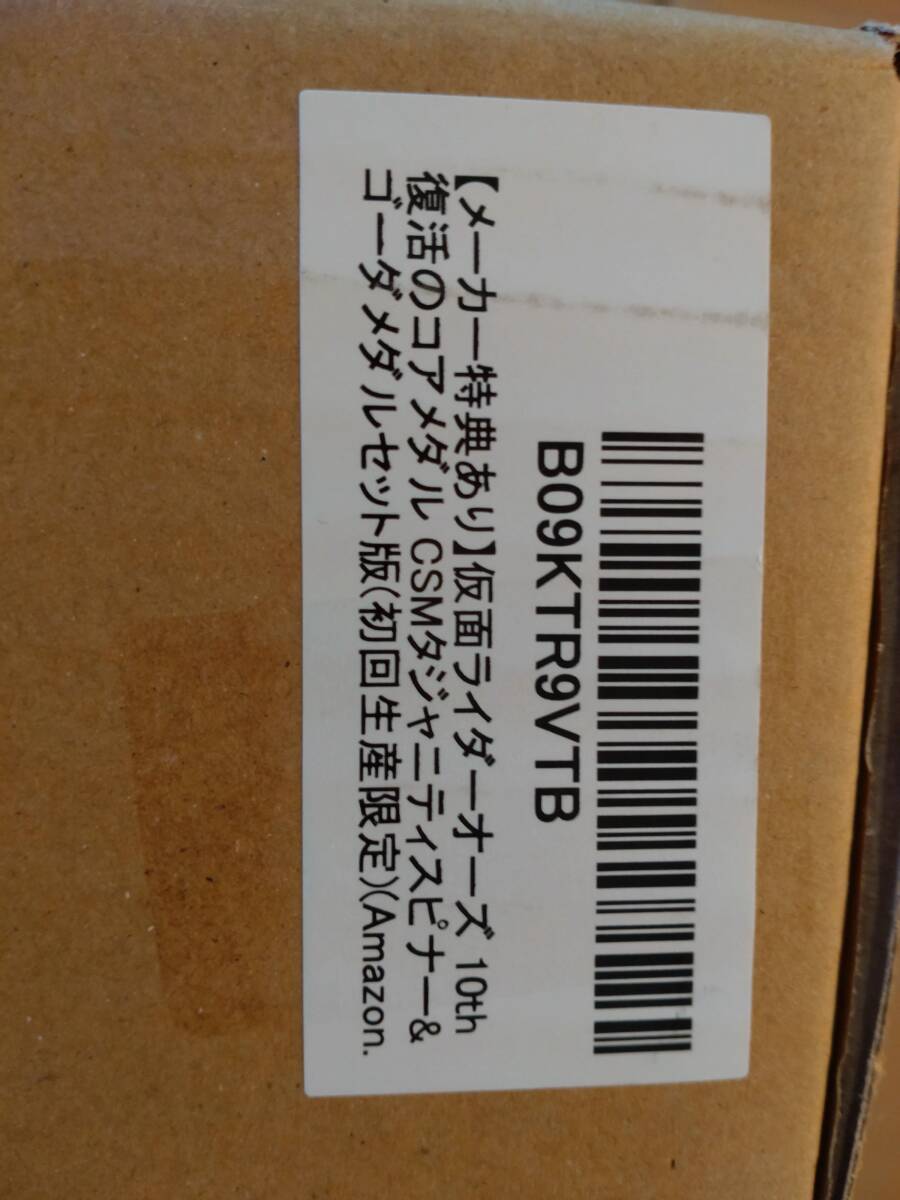 B09KTR9VTB
【メーカー特典あり】仮面ライダーオーズ 10th
復活のコアメダル CSMタジャニティスピナー&
ゴーダメダルセット版(初回生産限定)(Amazon.